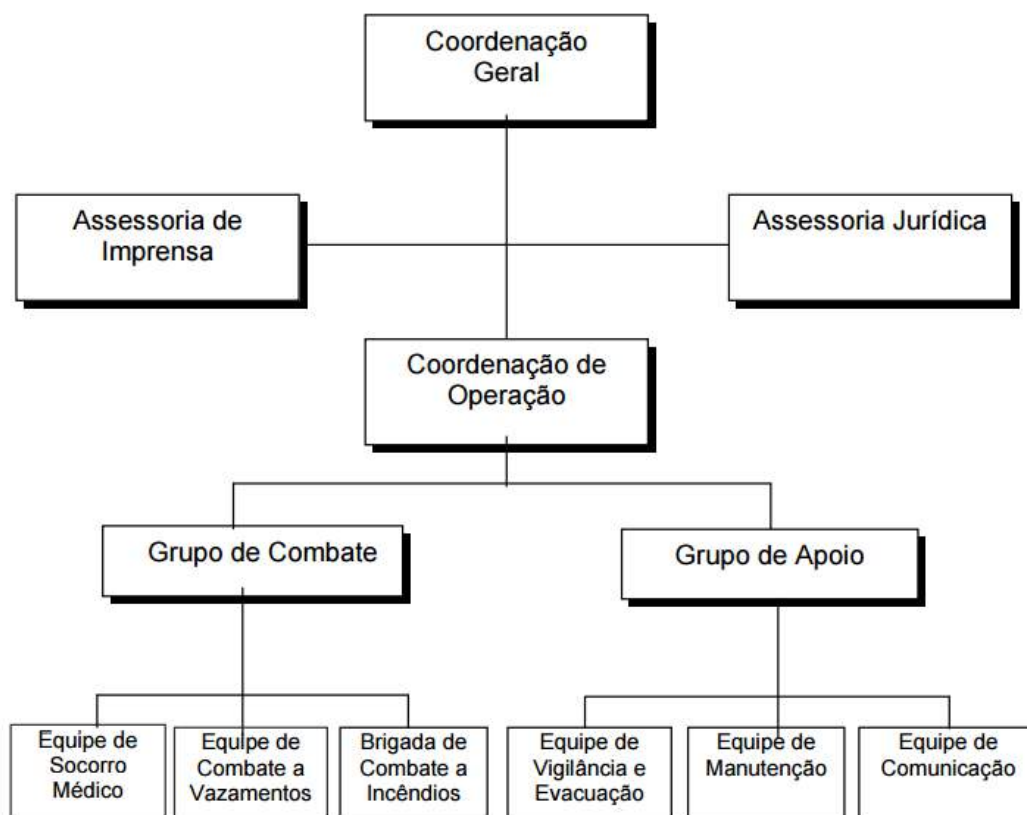 Coordenação
Geral
Assessoria de
Imprensa
Assessoria Jurídica
Coordenação de
Operação
Grupo de Combate
Grupo de Apoio
Equipe de
Socorro
Médico
Equipe de
Combate a
Vazamentos
Brigada de
Combate a
Incêndios
Equipe de
Vigilância e
Evacuação
Equipe de
Manutenção
Equipe de
Comunicação